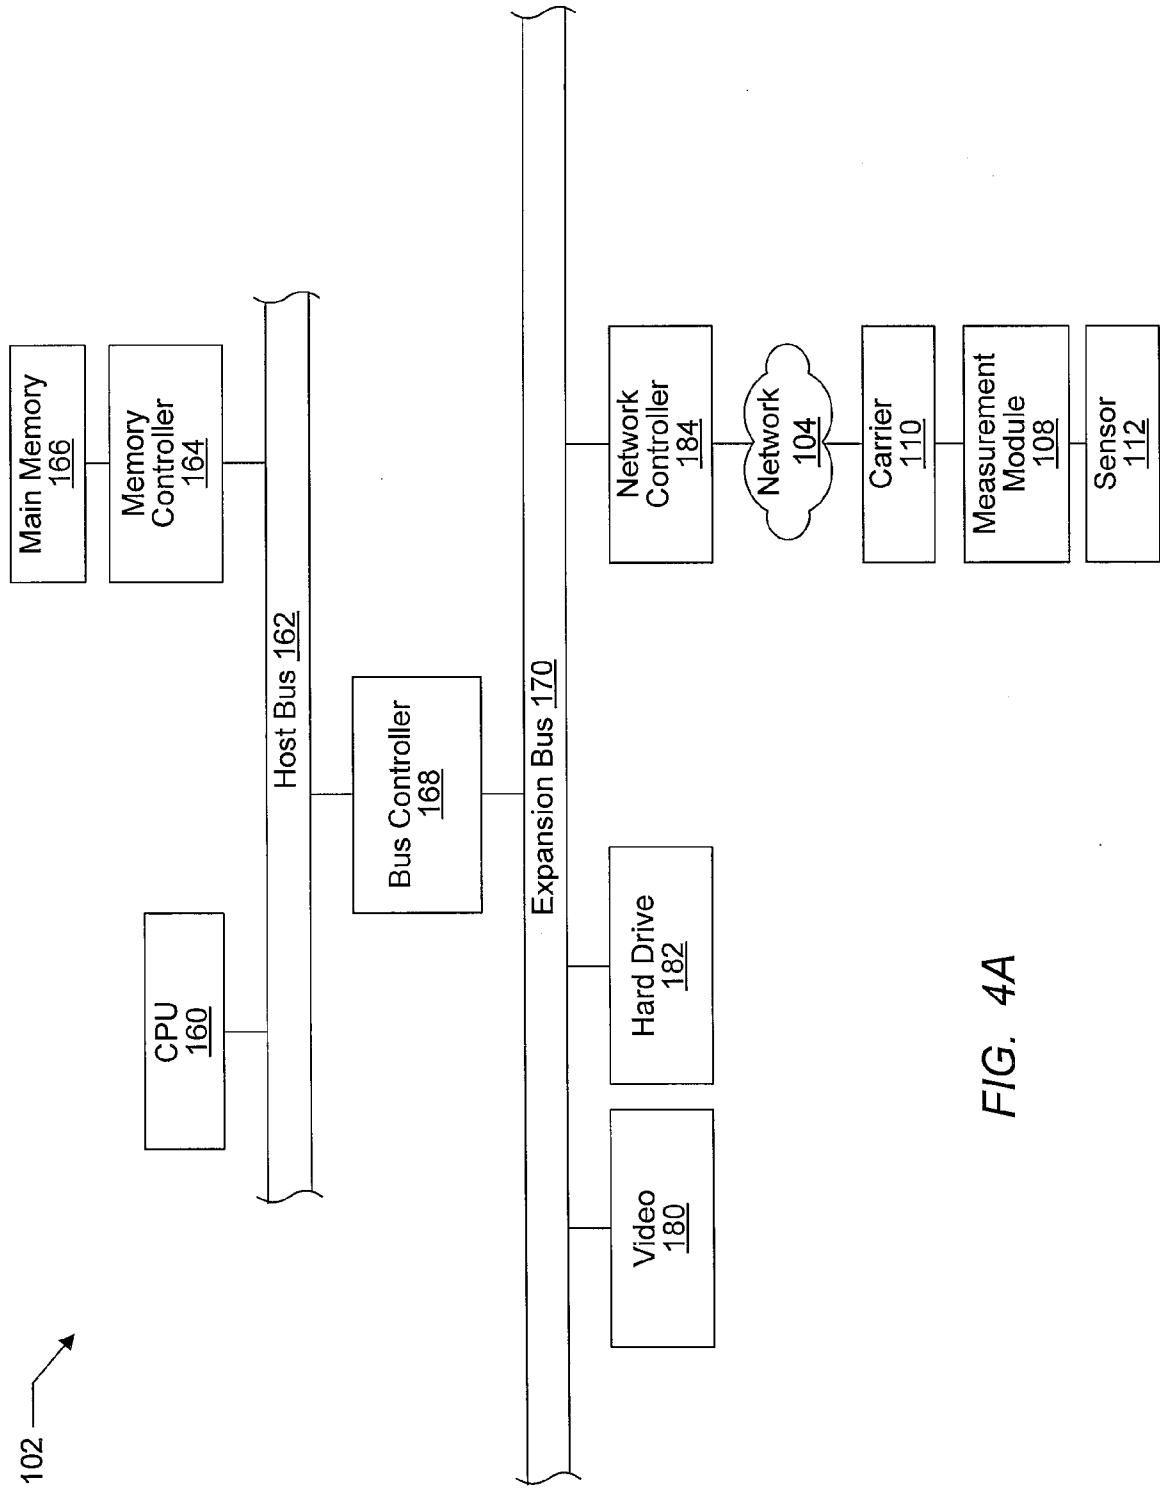 102
CPU
160
Main Memory
166
Memory
Controller
164
Host Bus 162
Bus Controller
168
Expansion Bus 170
Video
180
Hard Drive
182
Network
Controller
184
Network
104
Carrier
110
Measurement
Module
108
Sensor
112
FIG. 4A